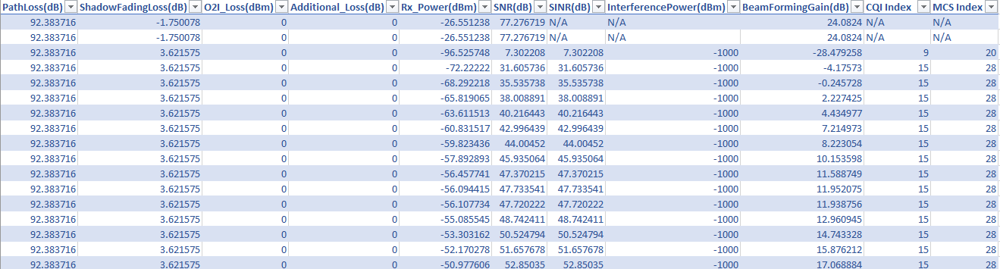 PathLoss(dB) ShadowFadingLoss(dB) O2I_Loss(dBm) Additional_Loss(dB) Rx_Power(dBm) SNR(dB) SINR(dB) InterferencePower(dBm) BeamFormingGain(dB) CQI Index MCS Index
92.383716 -1.750078 0 0 -26.551238 77.276719 N/A N/A 24.0824 N/A N/A
92.383716 -1.750078 0 0 -26.551238 77.276719 N/A N/A 24.0824 N/A N/A
92.383716 3.621575 0 0 -96.525748 7.302208 7.302208 -1000 -28.479258 9 20
92.383716 3.621575 0 0 -72.22222 31.605736 31.605736 -1000 -4.17573 15 28
92.383716 3.621575 0 0 -68.292218 35.535738 35.535738 -1000 -0.245728 15 28
92.383716 3.621575 0 0 -65.819065 38.008891 38.008891 -1000 2.227425 15 28
92.383716 3.621575 0 0 -63.611513 40.216443 40.216443 -1000 4.434977 15 28
92.383716 3.621575 0 0 -60.831517 42.996439 42.996439 -1000 7.214973 15 28
92.383716 3.621575 0 0 -59.823436 44.00452 44.00452 -1000 8.223054 15 28
92.383716 3.621575 0 0 -57.892893 45.935064 45.935064 -1000 10.153598 15 28
92.383716 3.621575 0 0 -56.457741 47.370215 47.370215 -1000 11.588749 15 28
92.383716 3.621575 0 0 -56.094415 47.733541 47.733541 -1000 11.952075 15 28
92.383716 3.621575 0 0 -56.107734 47.720222 47.720222 -1000 11.938756 15 28
92.383716 3.621575 0 0 -55.085545 48.742411 48.742411 -1000 12.960945 15 28
92.383716 3.621575 0 0 -53.303162 50.524794 50.524794 -1000 14.743328 15 28
92.383716 3.621575 0 0 -52.170278 51.657678 51.657678 -1000 15.876212 15 28
92.383716 3.621575 0 0 -50.977606 52.85035 52.85035 -1000 17.068884 15 28